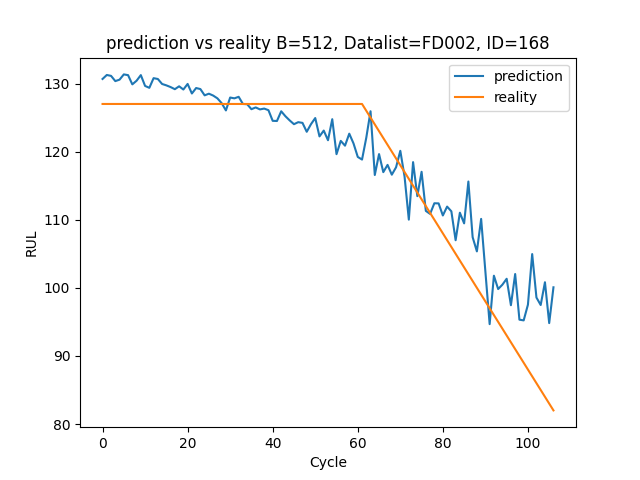 prediction vs reality B=512, Datalist=FD002, ID=168
prediction
reality
RUL
130
120
110
100
90
80
0 20 40 60 80 100
Cycle